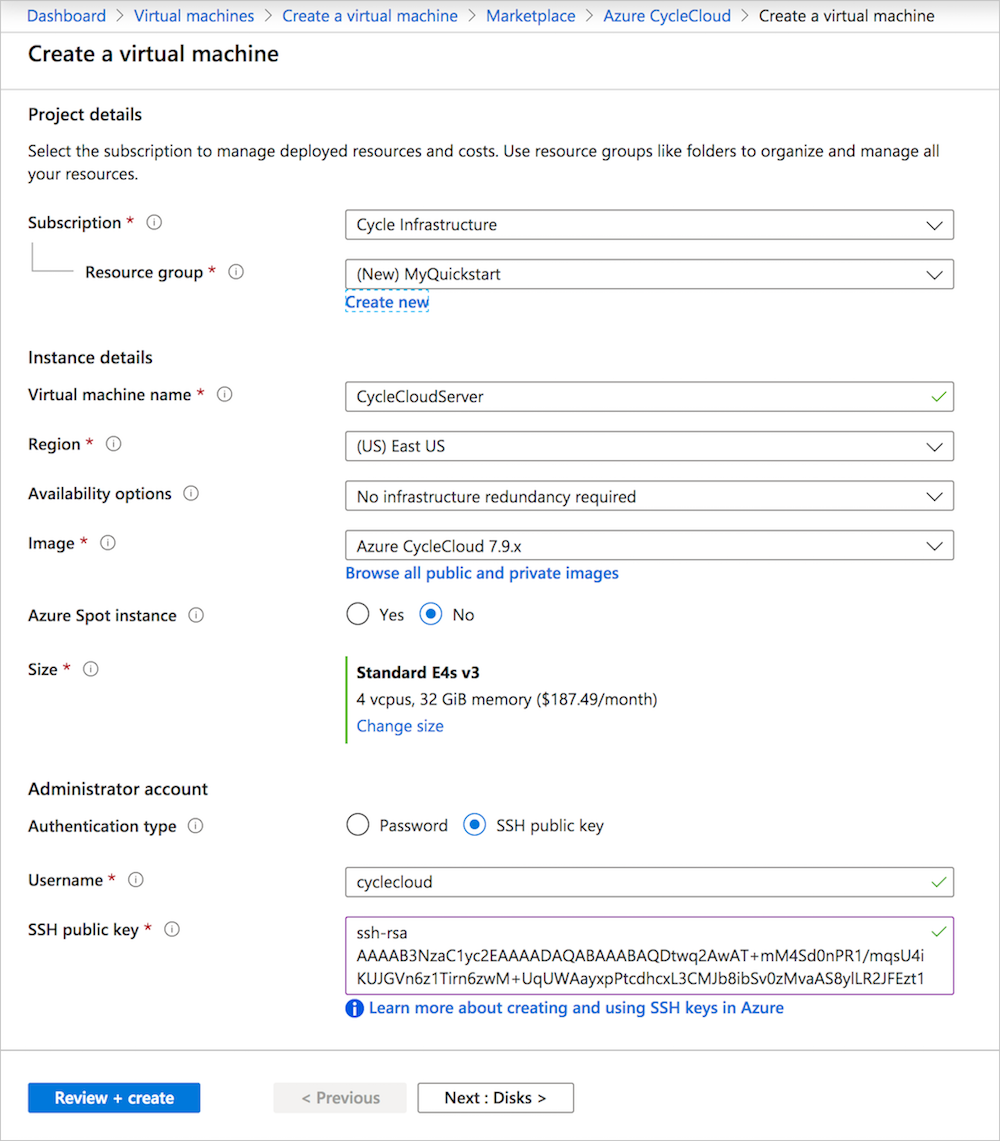 Dashboard > Virtual machines > Create a virtual machine > Marketplace > Azure CycleCloud > Create a virtual machine
Create a virtual machine
Project details
Select the subscription to manage deployed resources and costs. Use resource groups like folders to organize and manage all
your resources.
Subscription *
Cycle Infrastructure
Resource group *
(New) MyQuickstart
Create new
Instance details
Virtual machine name *
CycleCloudServer
Region *
(US) East US
Availability options
No infrastructure redundancy required
Image *
Azure CycleCloud 7.9.x
Browse all public and private images
Azure Spot instance
Yes No
Size *
Standard E4s v3
4 vcpus, 32 GiB memory ($187.49/month)
Change size
Administrator account
Authentication type
Password SSH public key
Username *
cyclecloud
SSH public key *
ssh-rsa
AAAAB3NzaC1yc2EAAAADAQABAAABAQDtwq2AwAT+mM4Sd0nPR1/mqsU4i
KUJGVn6z1Tirn6zwM+UqUWAayxpPtcdhcxL3CMJb8ibSv0zMvaAS8ylLR2JFEzt1
Learn more about creating and using SSH keys in Azure
Review + create
< Previous
Next : Disks >